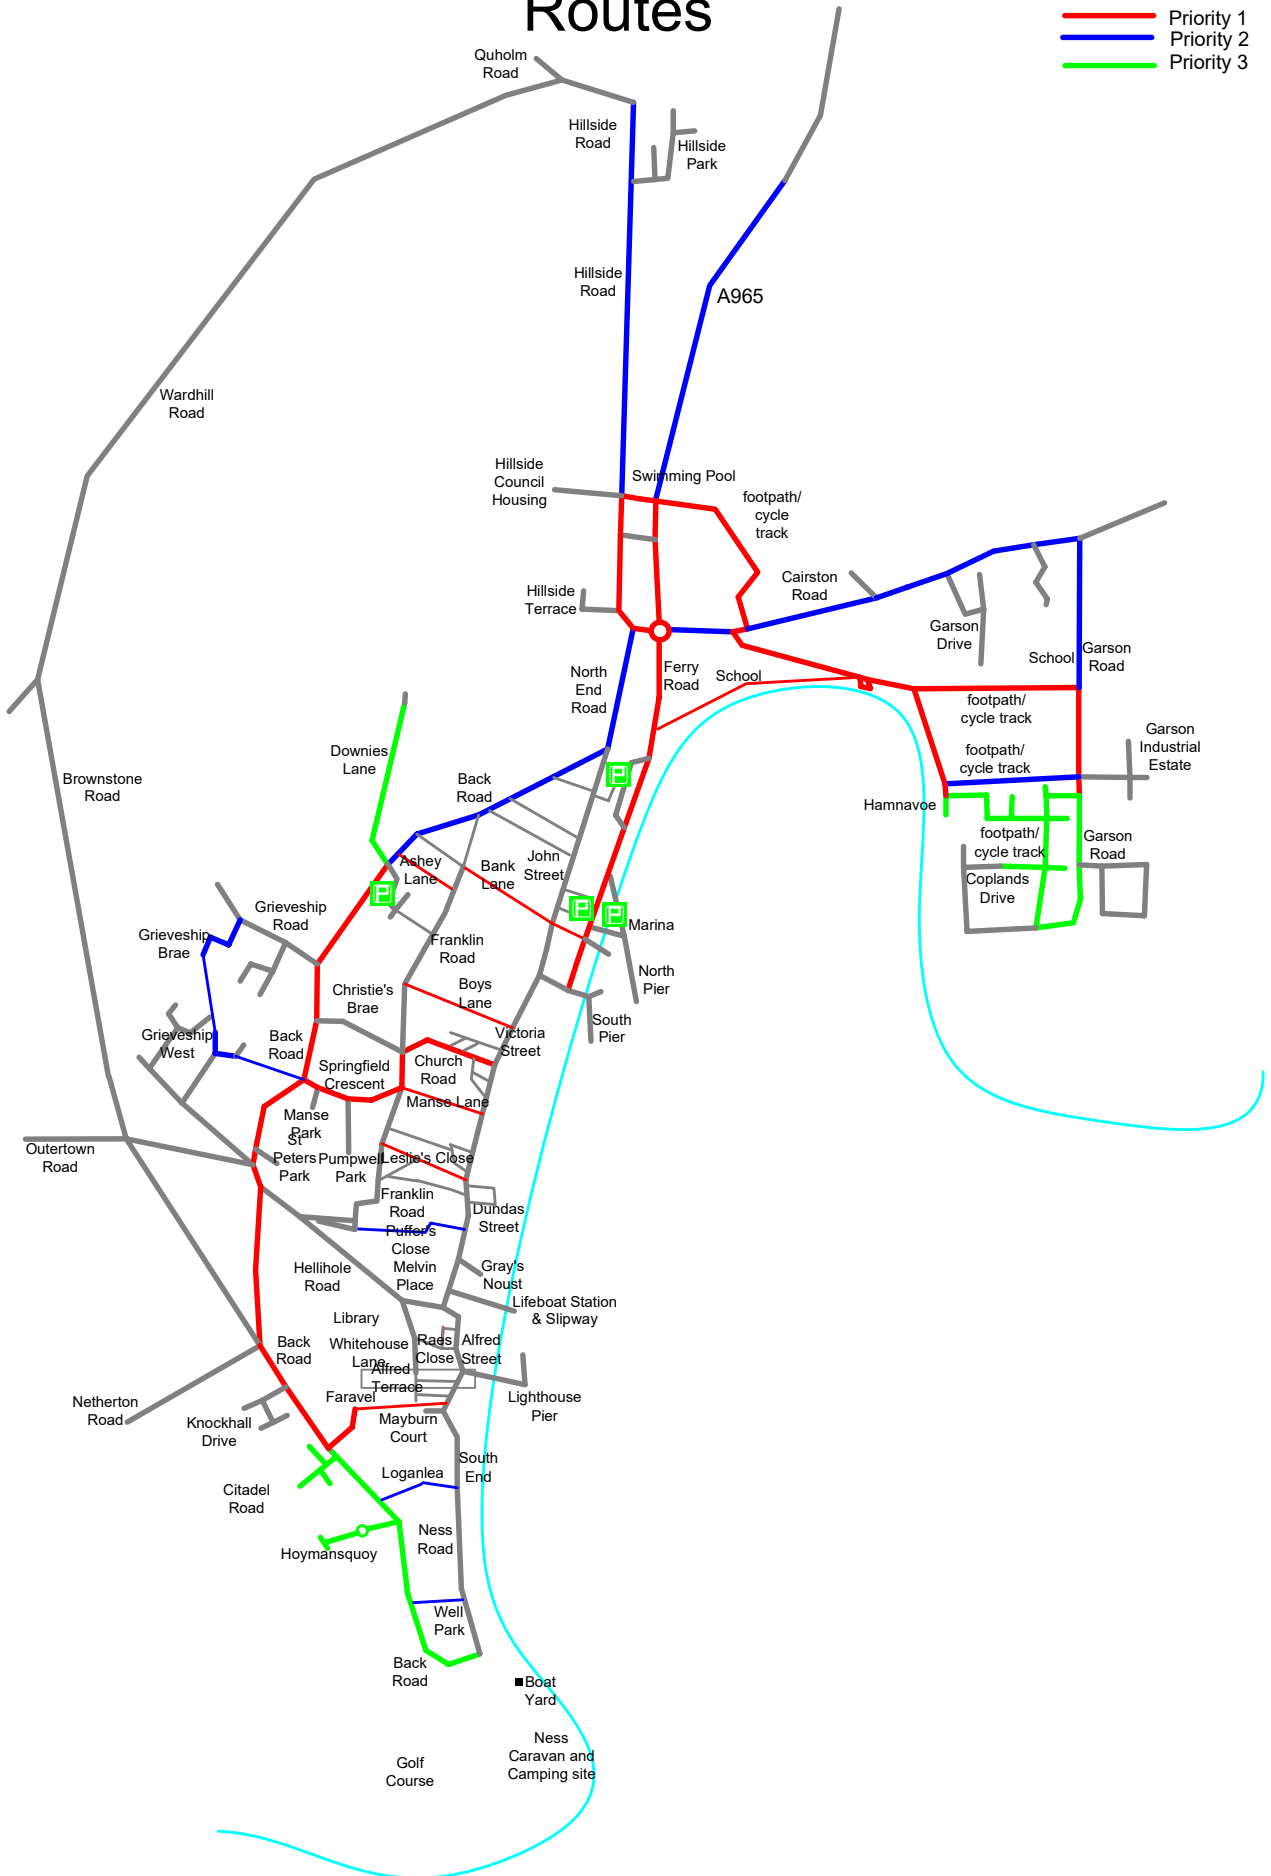 Routes
Priority 1
Priority 2
Priority 3
Quholm
Road
Hillside
Road
Hillside
Park
Hillside
Road
A965
Wardhill
Road
Hillside
Council
Housing
Swimming Pool
footpath/
cycle
track
Hillside
Terrace
Cairston
Road
Garson
Drive
School
Garson
Road
North
End
Road
Ferry
Road
School
footpath/
cycle track
Garson
Industrial
Estate
footpath/
cycle track
Downies
Lane
Brownstone
Road
Back
Road
P
Hamnavoe
footpath/
cycle track
Garson
Road
Ashey
Lane
Bank
Lane
John
Street
Coplands
Drive
P
P
P
Marina
Grieveship
Road
Grieveship
Brae
Franklin
Road
North
Pier
Christie's
Brae
Boys
Lane
South
Pier
Grieveship
West
Back
Road
Victoria
Street
Springfield
Crescent
Church
Road
Manse Lane
Manse
Park
St
Peters
Park
Pumpwell
Park
Leslie's Close
Outertown
Road
Franklin
Road
Dundas
Street
Puffer's
Close
Melvin
Place
Hellihole
Road
Gray's
Noust
Lifeboat Station
& Slipway
Library
Back
Road
Whitehouse
Lane
Raes
Close
Alfred
Street
Alfred
Terrace
Faravel
Lighthouse
Pier
Netherton
Road
Knockhall
Drive
Mayburn
Court
South
End
Loganlea
Citadel
Road
Ness
Road
Hoymansquoy
Well
Park
Back
Road
Boat
Yard
Ness
Caravan and
Camping site
Golf
Course